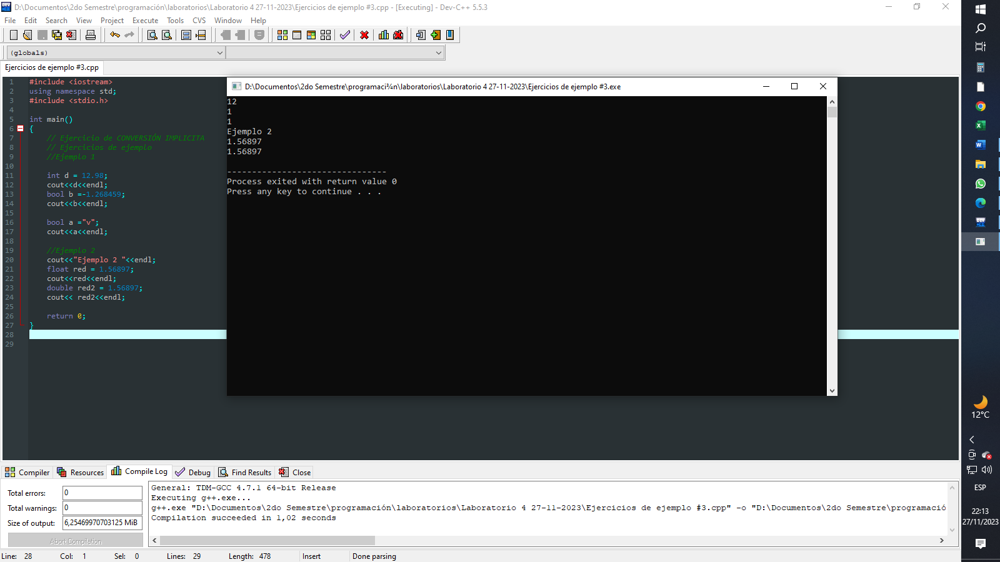 D:\Documentos\2do Semestre\programación\laboratorios\Laboratorio 4 27-11-2023\Ejercicios de ejemplo #3.cpp - [Executing] - Dev-C++ 5.5.3
File Edit Search View Project Execute Tools CVS Window Help
(globals)
Ejercicios de ejemplo #3.cpp
1 #include <iostream>
2 using namespace std;
3 #include <stdio.h>
4
5 int main()
6 {
7 // Ejercicio de CONVERSIÓN IMPLICITA
8 // Ejercicios de ejemplo
9 //Ejemplo 1
10
11 int d = 12.98;
12 cout<<d<<endl;
13 bool b =-1.268459;
14 cout<<b<<endl;
15
16 bool a ="v";
17 cout<<a<<endl;
18
19 //Ejemplo 2
20 cout<<"Ejemplo 2 "<<endl;
21 float red = 1.56897;
22 cout<<red<<endl;
23 double red2 = 1.56897;
24 cout<< red2<<endl;
25
26 return 0;
27 }
28
29
D:\Documentos\2do Semestre\programaci¾n\laboratorios\Laboratorio 4 27-11-2023\Ejercicios de ejemplo #3.exe
12
1
1
Ejemplo 2
1.56897
1.56897
--------------------------------
Process exited with return value 0
Press any key to continue . . .
Compiler Resources Compile Log Debug Find Results Close
Total errors: 0
Total warnings: 0
Size of output: 6,25469970703125 MiB
Abort Compilation
General: TDM-GCC 4.7.1 64-bit Release
Executing g++.exe...
g++.exe "D:\Documentos\2do Semestre\programación\laboratorios\Laboratorio 4 27-11-2023\Ejercicios de ejemplo #3.cpp" -o "D:\Documentos\2do Semestre\programació
Compilation succeeded in 1,02 seconds
Line: 28 Col: 1 Sel: 0 Lines: 29 Length: 478 Insert Done parsing
12°C
ESP
22:13
27/11/2023